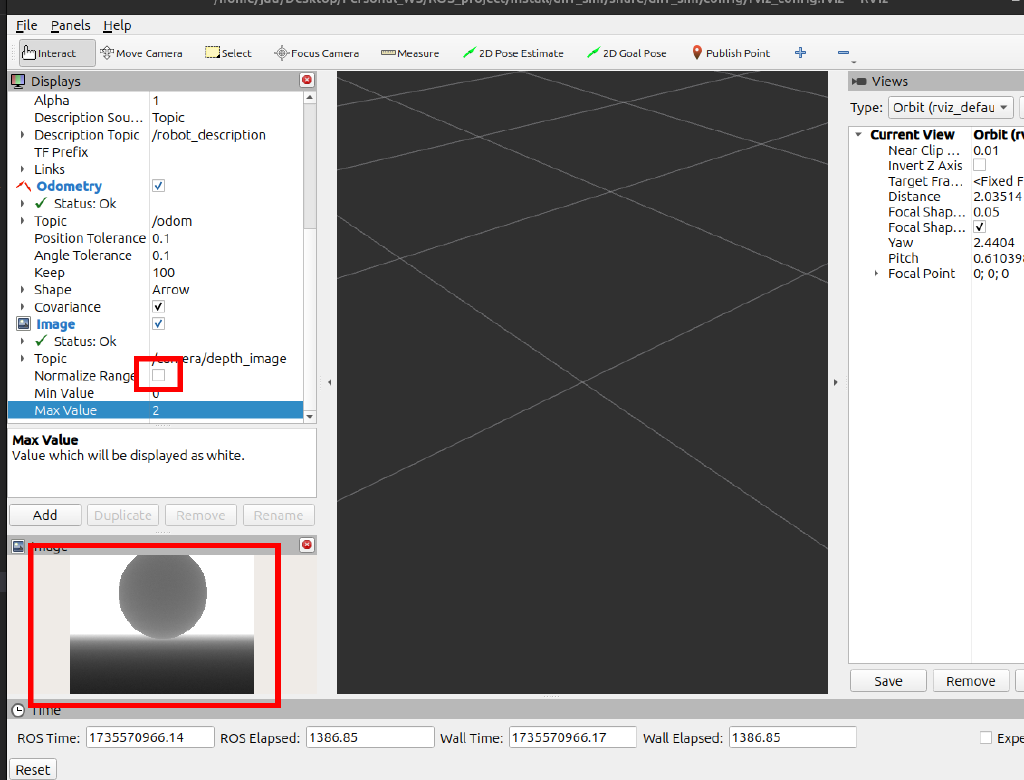 /home/jad/Desktop/Personal_WS/ROS_project/install/diff_sim/share/diff_sim/config/rviz_config.rviz* - RViz
File Panels Help
Interact Move Camera Select Focus Camera Measure 2D Pose Estimate 2D Goal Pose Publish Point
Displays
Alpha 1
Description Sou... Topic
Description Topic /robot_description
TF Prefix
Links
Odometry
Status: Ok
Topic /odom
Position Tolerance 0.1
Angle Tolerance 0.1
Keep 100
Shape Arrow
Covariance
Image
Status: Ok
Topic /camera/depth_image
Normalize Range
Min Value 0
Max Value 2
Max Value
Value which will be displayed as white.
Add Duplicate Remove Rename
Image
Views
Type: Orbit (rviz_defau
Current View Orbit (rv
Near Clip ... 0.01
Invert Z Axis
Target Fra... <Fixed F
Distance 2.03514
Focal Shap... 0.05
Focal Shap...
Yaw 2.4404
Pitch 0.610398
Focal Point 0; 0; 0
Save Remove
Time
ROS Time: 1735570966.14 ROS Elapsed: 1386.85 Wall Time: 1735570966.17 Wall Elapsed: 1386.85 Expe
Reset